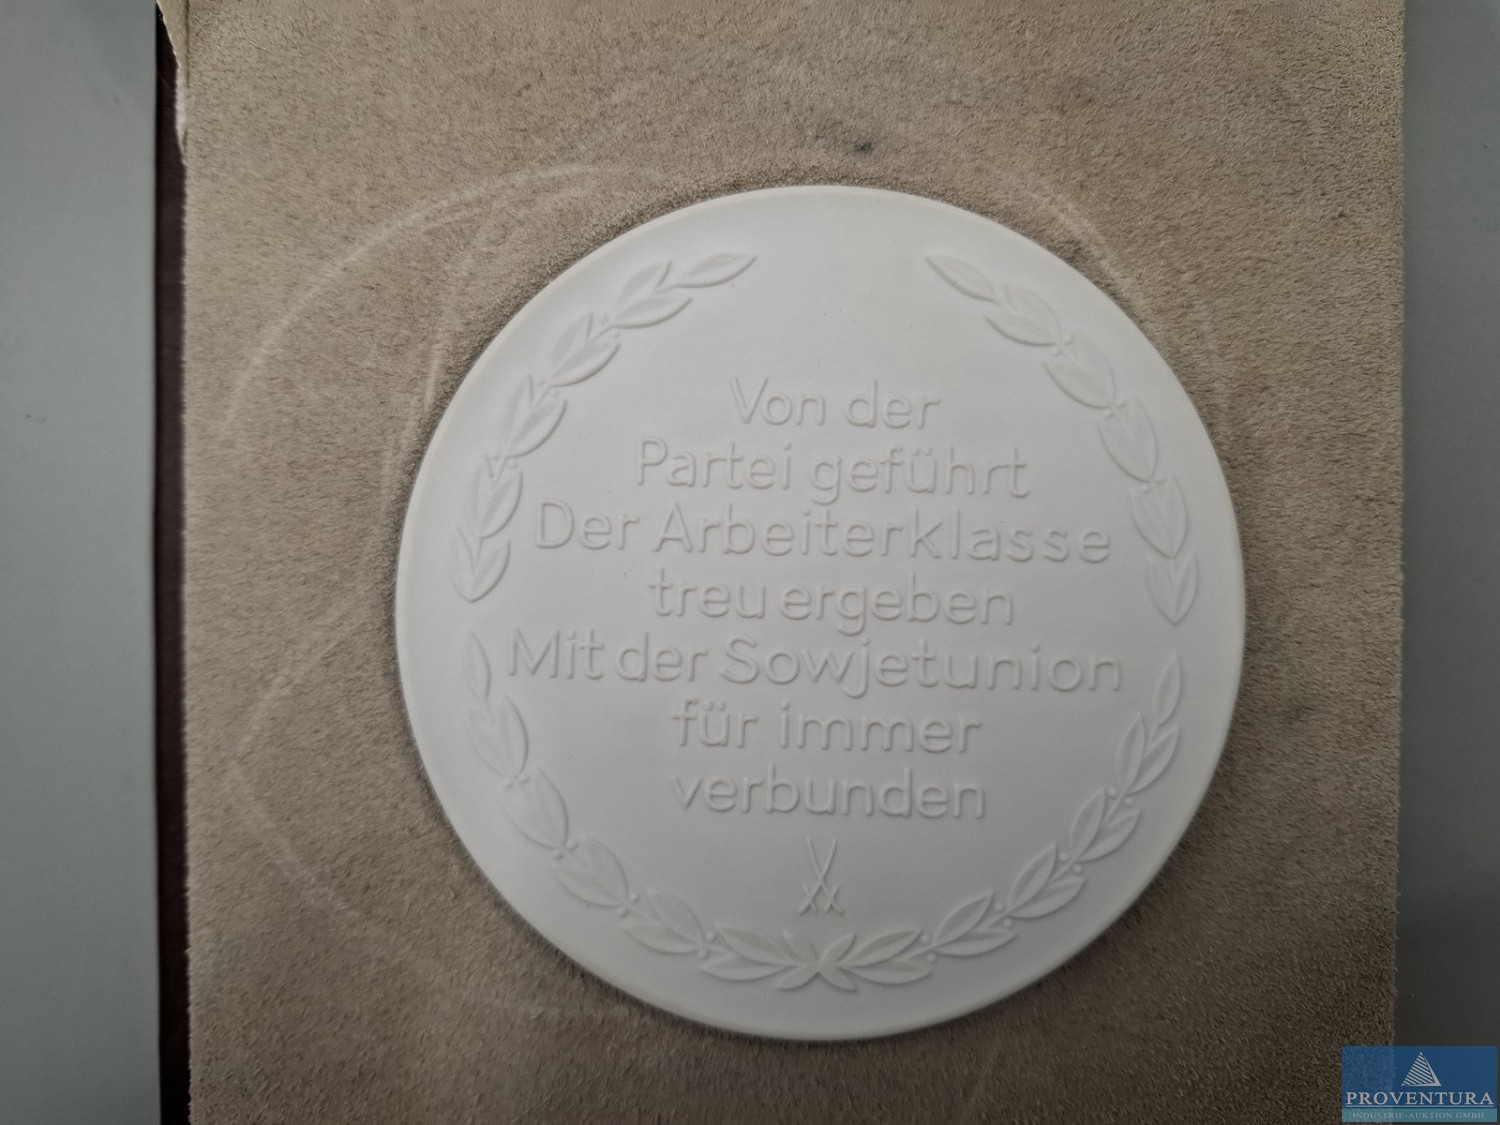 Von der
Partei geführt
Der Arbeiterklasse
treu ergeben
Mit der Sowjetunion
für immer
verbunden
PROVENTURA
INDUSTRIE-AUKTION GMBH